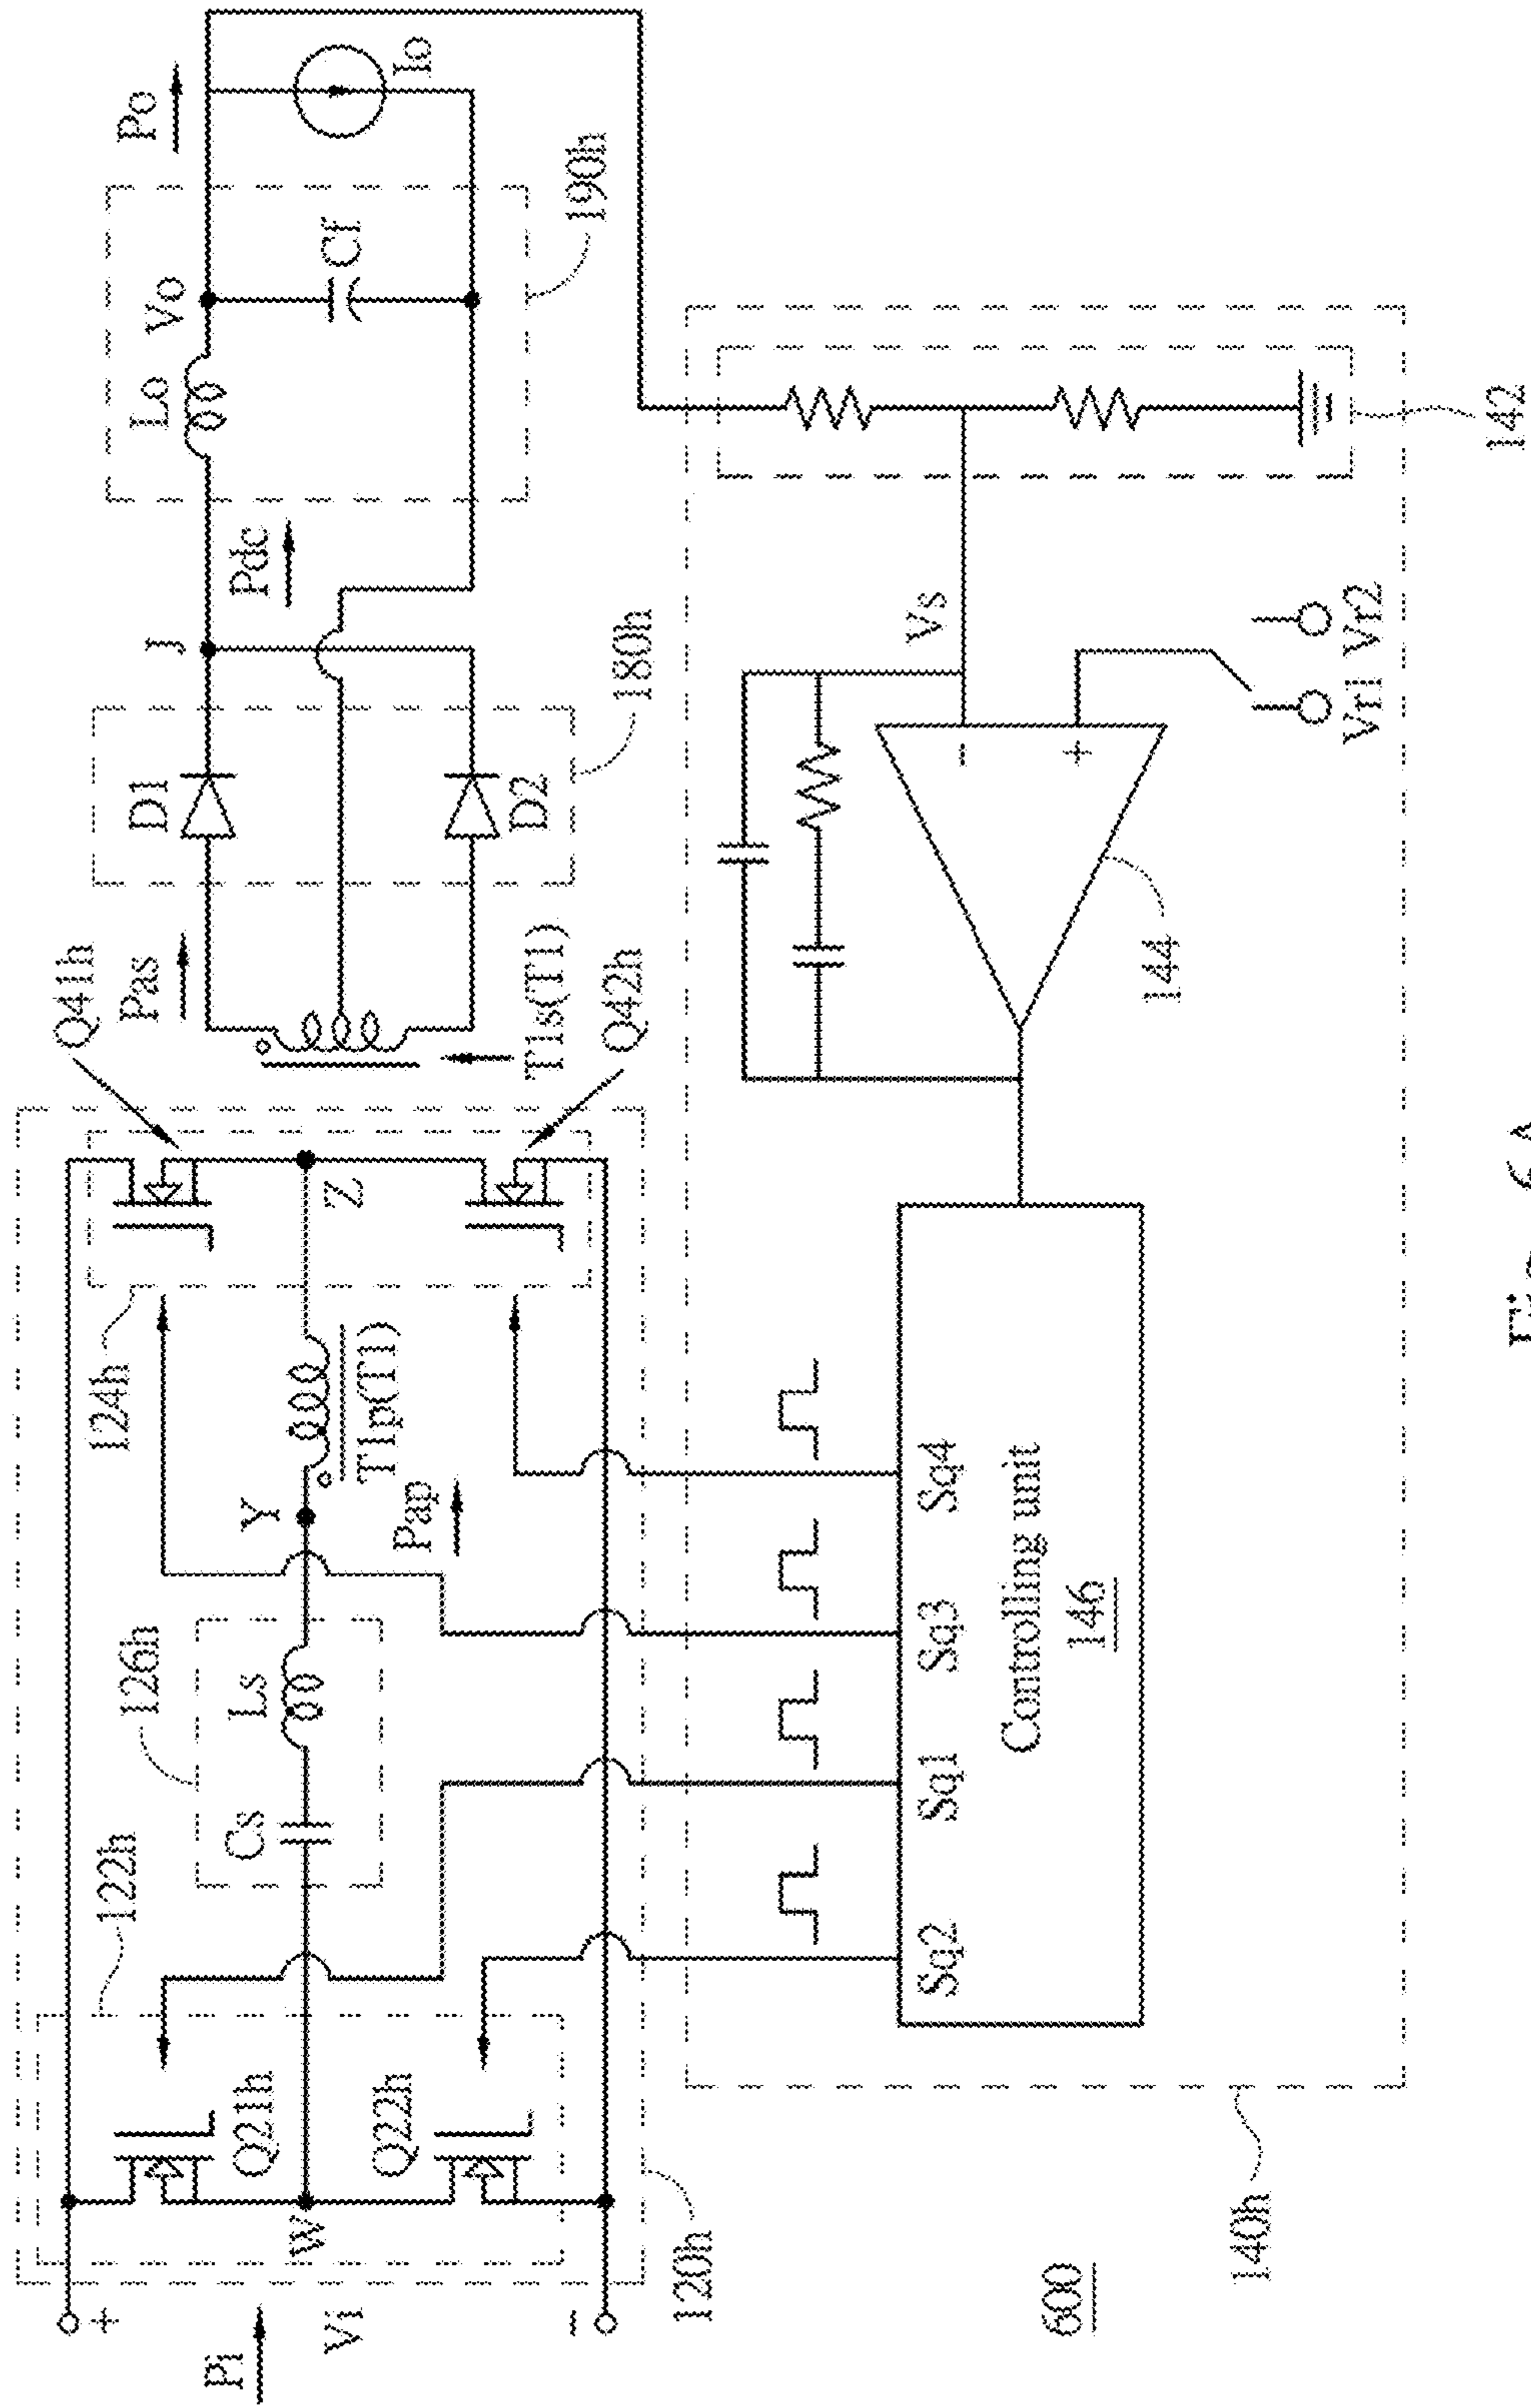 Pi
+
Vi
−
W
Q21h
Q22h
122h
120h
Cs
Ls
126h
Y
Pap
T1p(T1)
124h
Z
Q41h
Q42h
T1s(T1)
Pas
D1
D2
180h
J
Pdc
Lo
Vo
Cf
190h
Po
Io
Sq2
Sq1
Sq3
Sq4
Controlling unit
146
144
−
+
Vs
Vr1
Vr2
142
140h
600
Fig. 6A